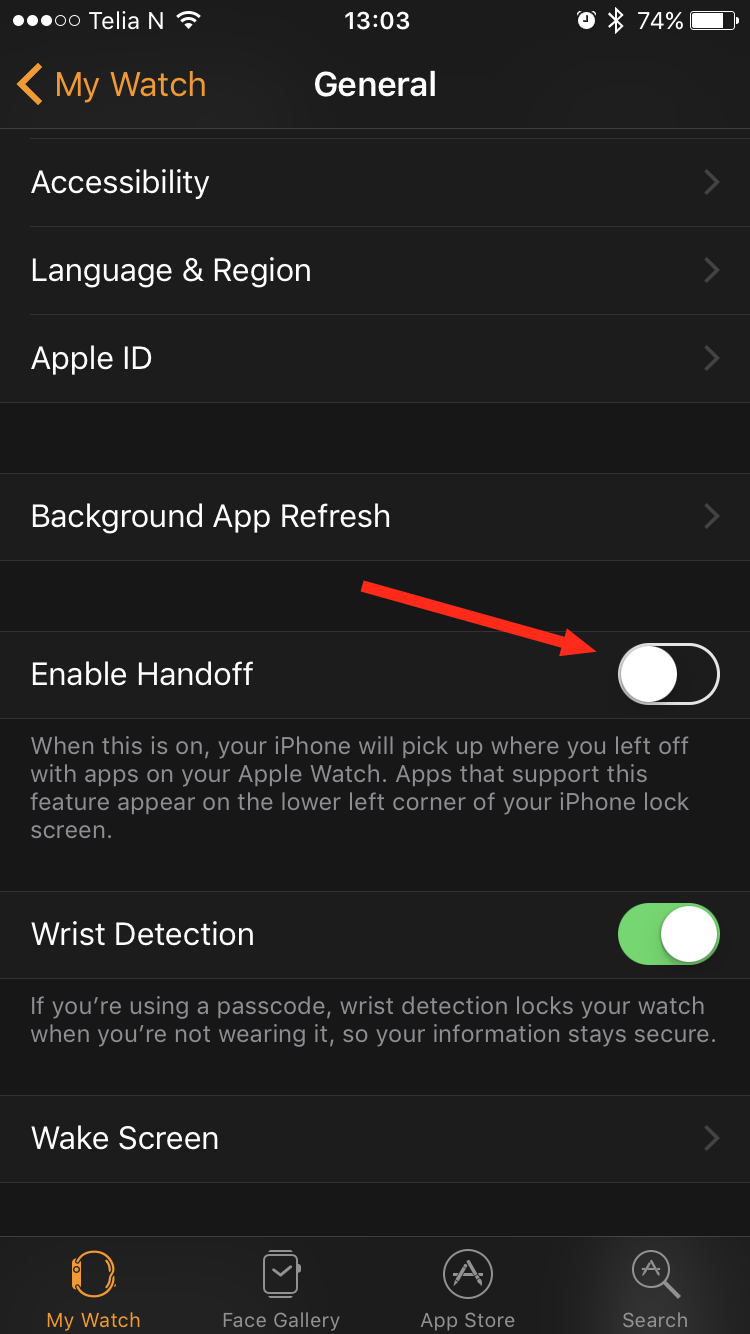 Telia N 13:03 74%
My Watch General
Accessibility
Language & Region
Apple ID
Background App Refresh
Enable Handoff
When this is on, your iPhone will pick up where you left off
with apps on your Apple Watch. Apps that support this
feature appear on the lower left corner of your iPhone lock
screen.
Wrist Detection
If you’re using a passcode, wrist detection locks your watch
when you’re not wearing it, so your information stays secure.
Wake Screen
My Watch Face Gallery App Store Search